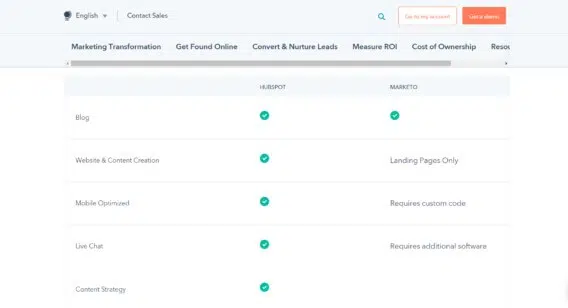 English Contact Sales Go to my account Get a demo
Marketing Transformation Get Found Online Convert & Nurture Leads Measure ROI Cost of Ownership Resou
HUBSPOT MARKETO
Blog
Website & Content Creation Landing Pages Only
Mobile Optimized Requires custom code
Live Chat Requires additional software
Content Strategy